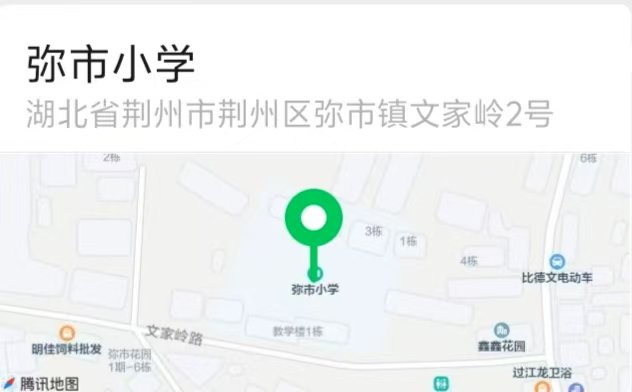 弥市小学
湖北省荆州市荆州区弥市镇文家岭2号
2栋
6栋
3栋
1栋
4栋
比德文电动车
弥市小学
文家岭路
教学楼1栋
明佳饲料批发
弥市花园
1期-6栋
鑫鑫花园
过江龙卫浴
腾讯地图